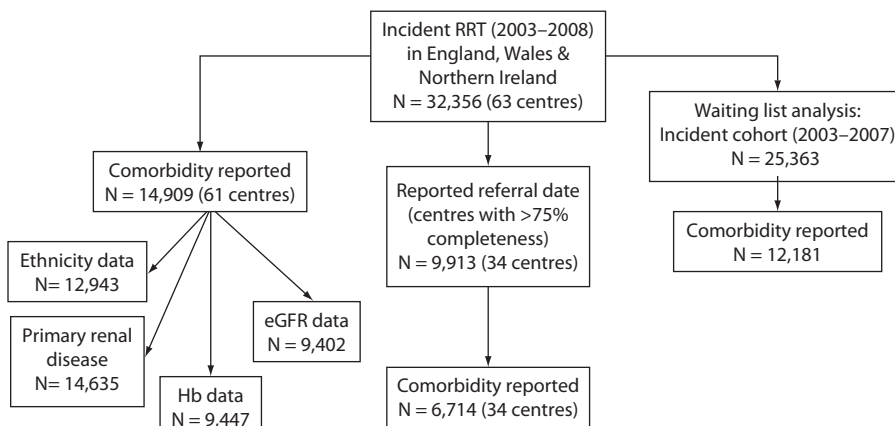 Incident RRT (2003–2008)
in England, Wales &
Northern Ireland
N = 32,356 (63 centres)
Comorbidity reported
N = 14,909 (61 centres)
Ethnicity data
N= 12,943
Primary renal
disease
N= 14,635
Hb data
N = 9,447
eGFR data
N = 9,402
Reported referral date
(centres with >75%
completeness)
N = 9,913 (34 centres)
Comorbidity reported
N = 6,714 (34 centres)
Waiting list analysis:
Incident cohort (2003–2007)
N = 25,363
Comorbidity reported
N = 12,181